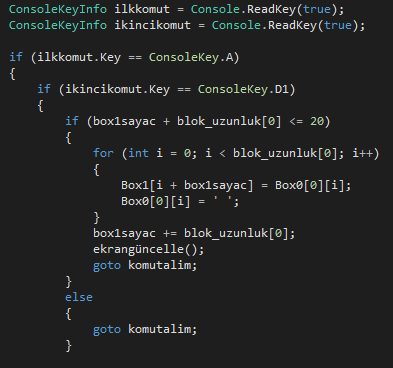 ConsoleKeyInfo ilkkomut = Console.ReadKey(true);
ConsoleKeyInfo ikincikomut = Console.ReadKey(true);
if (ilkkomut.Key == ConsoleKey.A)
{
if (ikincikomut.Key == ConsoleKey.D1)
{
if (box1sayac + blok_uzunluk[0] <= 20)
{
for (int i = 0; i < blok_uzunluk[0]; i++)
{
Box1[i + box1sayac] = Box0[0][i];
Box0[0][i] = ' ';
}
box1sayac += blok_uzunluk[0];
ekrangüncelle();
goto komutalim;
}
else
{
goto komutalim;
}